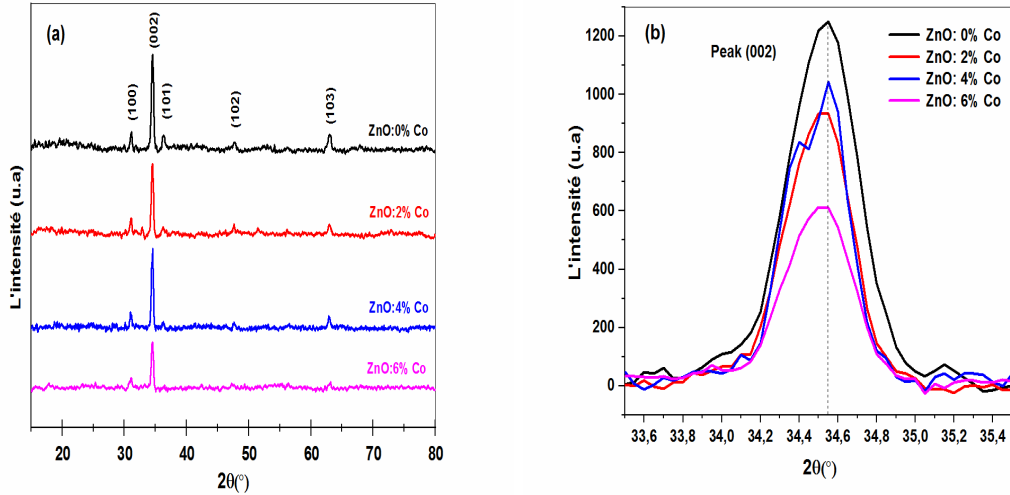 (a)
(002)
(100)
(101)
(102)
(103)
ZnO:0% Co
ZnO:2% Co
ZnO:4% Co
ZnO:6% Co
L'intensité (u.a)
20 30 40 50 60 70 80
2θ(°)
(b)
Peak (002)
ZnO: 0% Co
ZnO: 2% Co
ZnO: 4% Co
ZnO: 6% Co
L'intensité (u.a)
1200
1000
800
600
400
200
0
33,6 33,8 34,0 34,2 34,4 34,6 34,8 35,0 35,2 35,4
2θ(°)